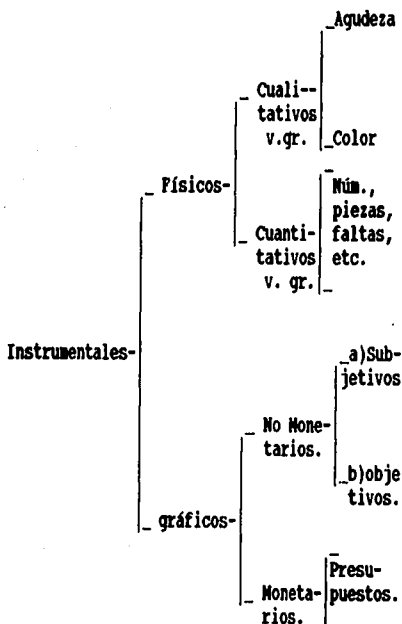 _Agudeza
_ Cuali--
tativos
v.gr.
_Color
_ Físicos-
Núm.,
piezas,
faltas,
etc.
_ Cuanti-
tativos
v. gr.
Instrumentales-
_a)Sub-
jetivos
_ No Mone-
tarios.
_b)obje
tivos.
_ gráficos-
Presu-
puestos.
_ Moneta-
rios.